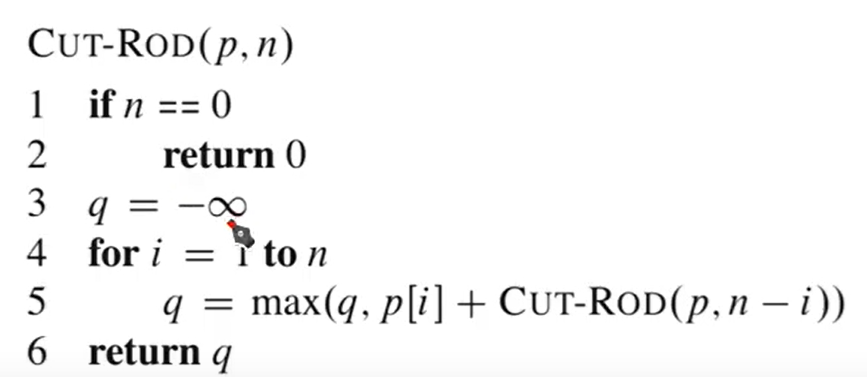 CUT-ROD(p, n)
1 if n == 0
2 return 0
3 q = −∞
4 for i = 1 to n
5 q = max(q, p[i] + CUT-ROD(p, n − i))
6 return q